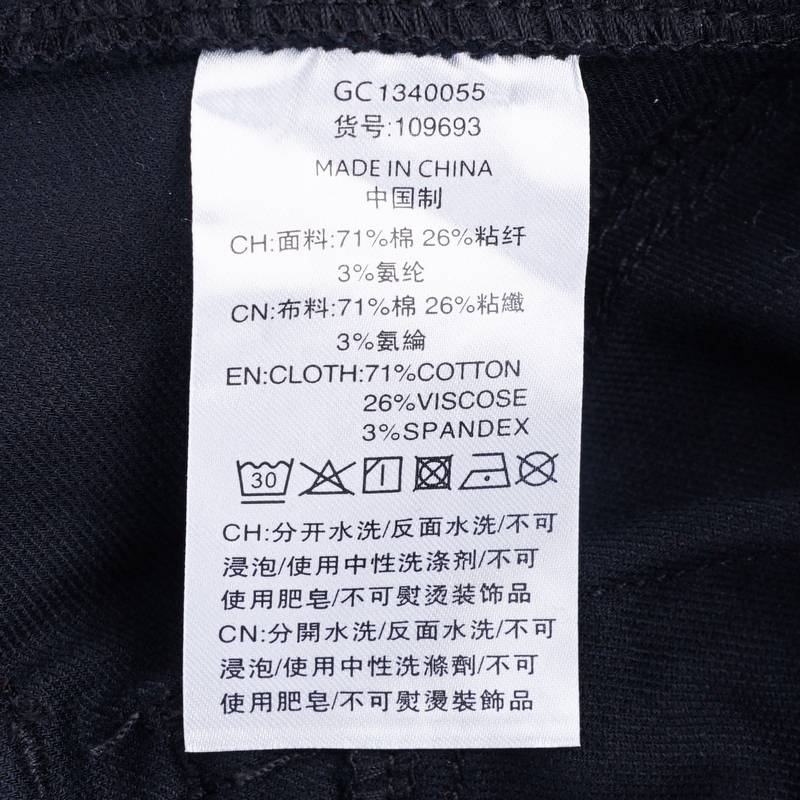 GC1340055
货号:109693
MADE IN CHINA
中国制
CH:面料:71%棉 26%粘纤
3%氨纶
CN:布料:71%棉 26%粘纖
3%氨綸
EN:CLOTH:71%COTTON
26%VISCOSE
3%SPANDEX
30
CH:分开水洗/反面水洗/不可
浸泡/使用中性洗涤剂/不可
使用肥皂/不可熨烫装饰品
CN:分開水洗/反面水洗/不可
浸泡/使用中性洗滌劑/不可
使用肥皂/不可熨燙裝飾品